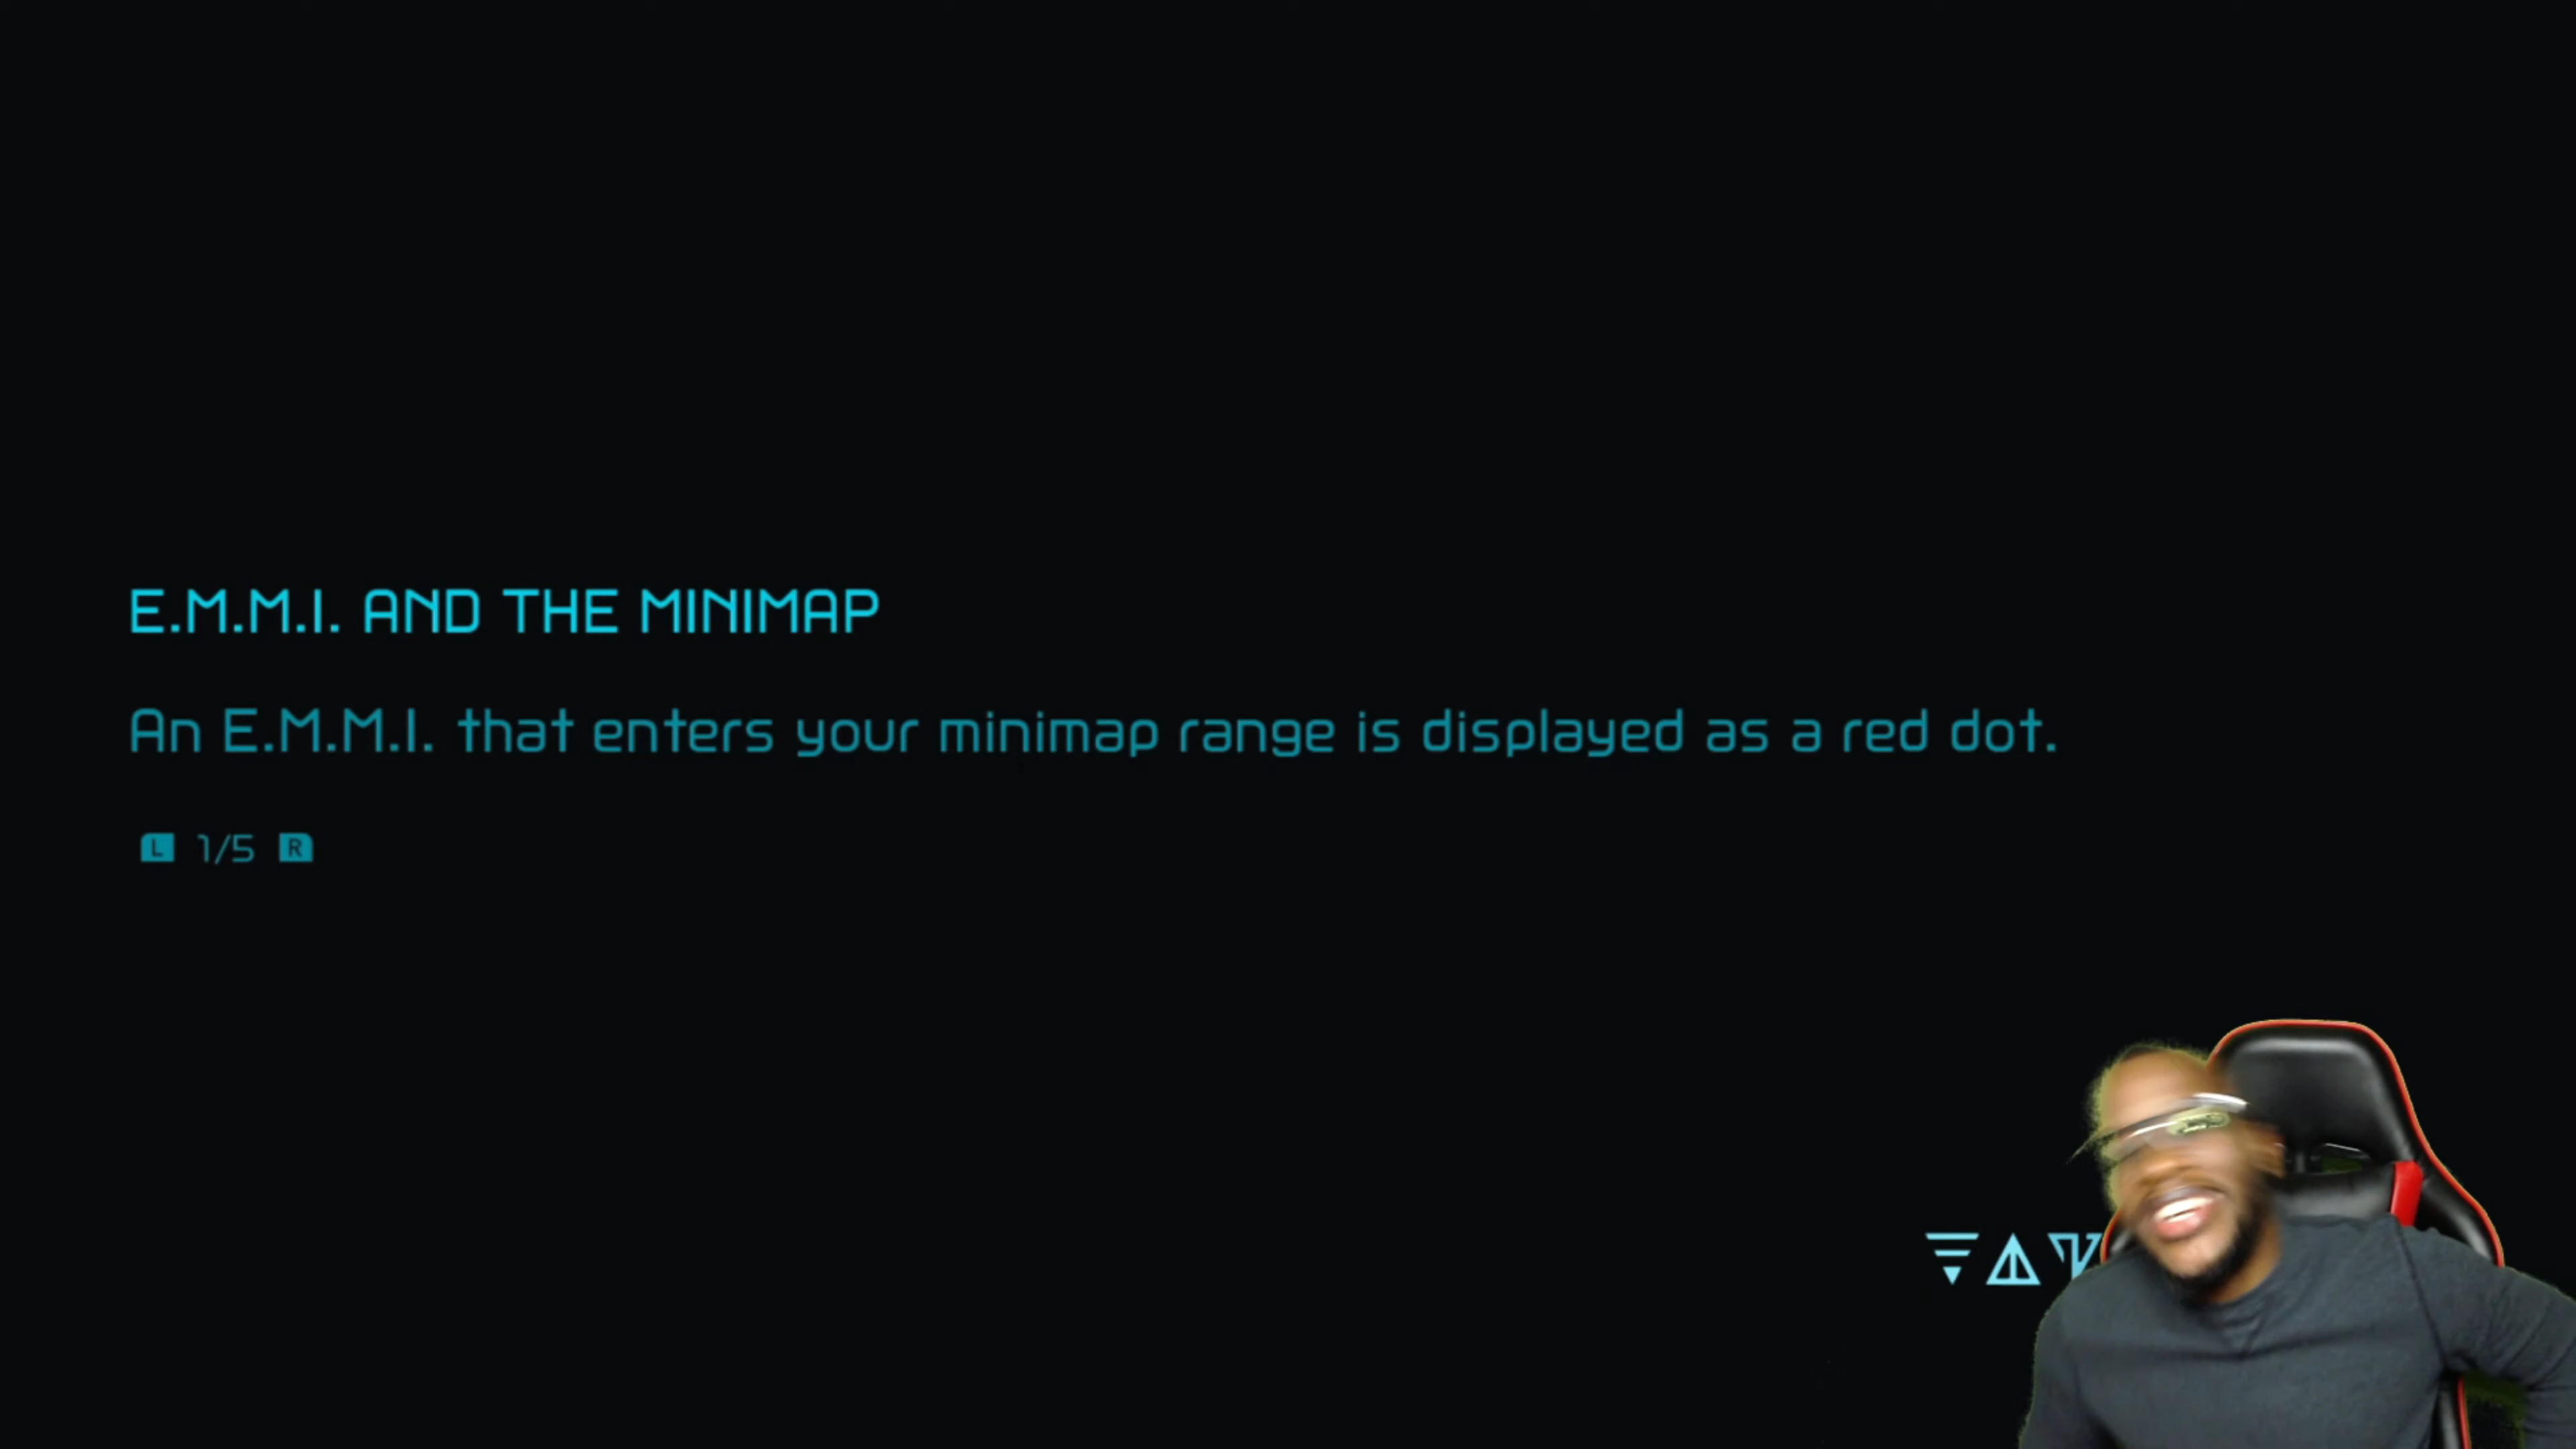 E.M.M.I. AND THE MINIMAP
An E.M.M.I. that enters your minimap range is displayed as a red dot.
L 1/5 R